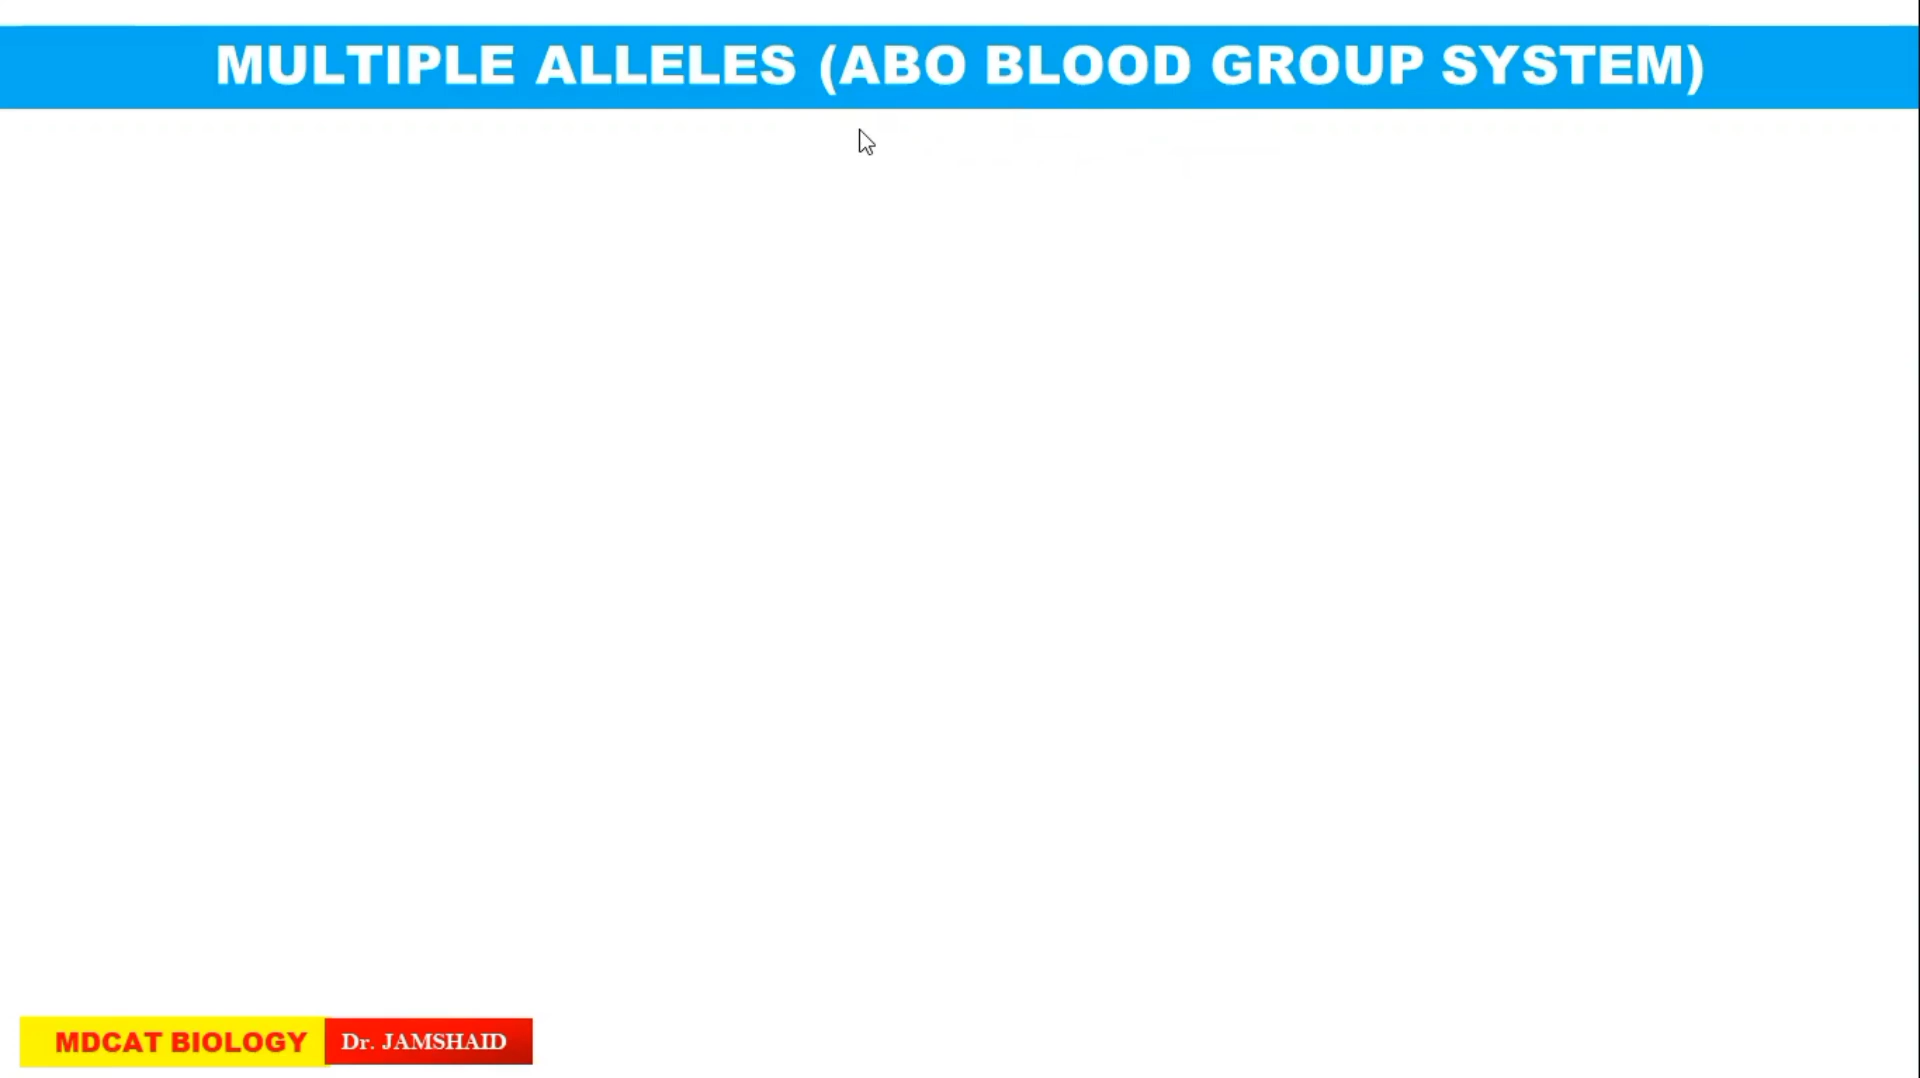 MULTIPLE ALLELES (ABO BLOOD GROUP SYSTEM)
MDCAT BIOLOGY Dr. JAMSHAID